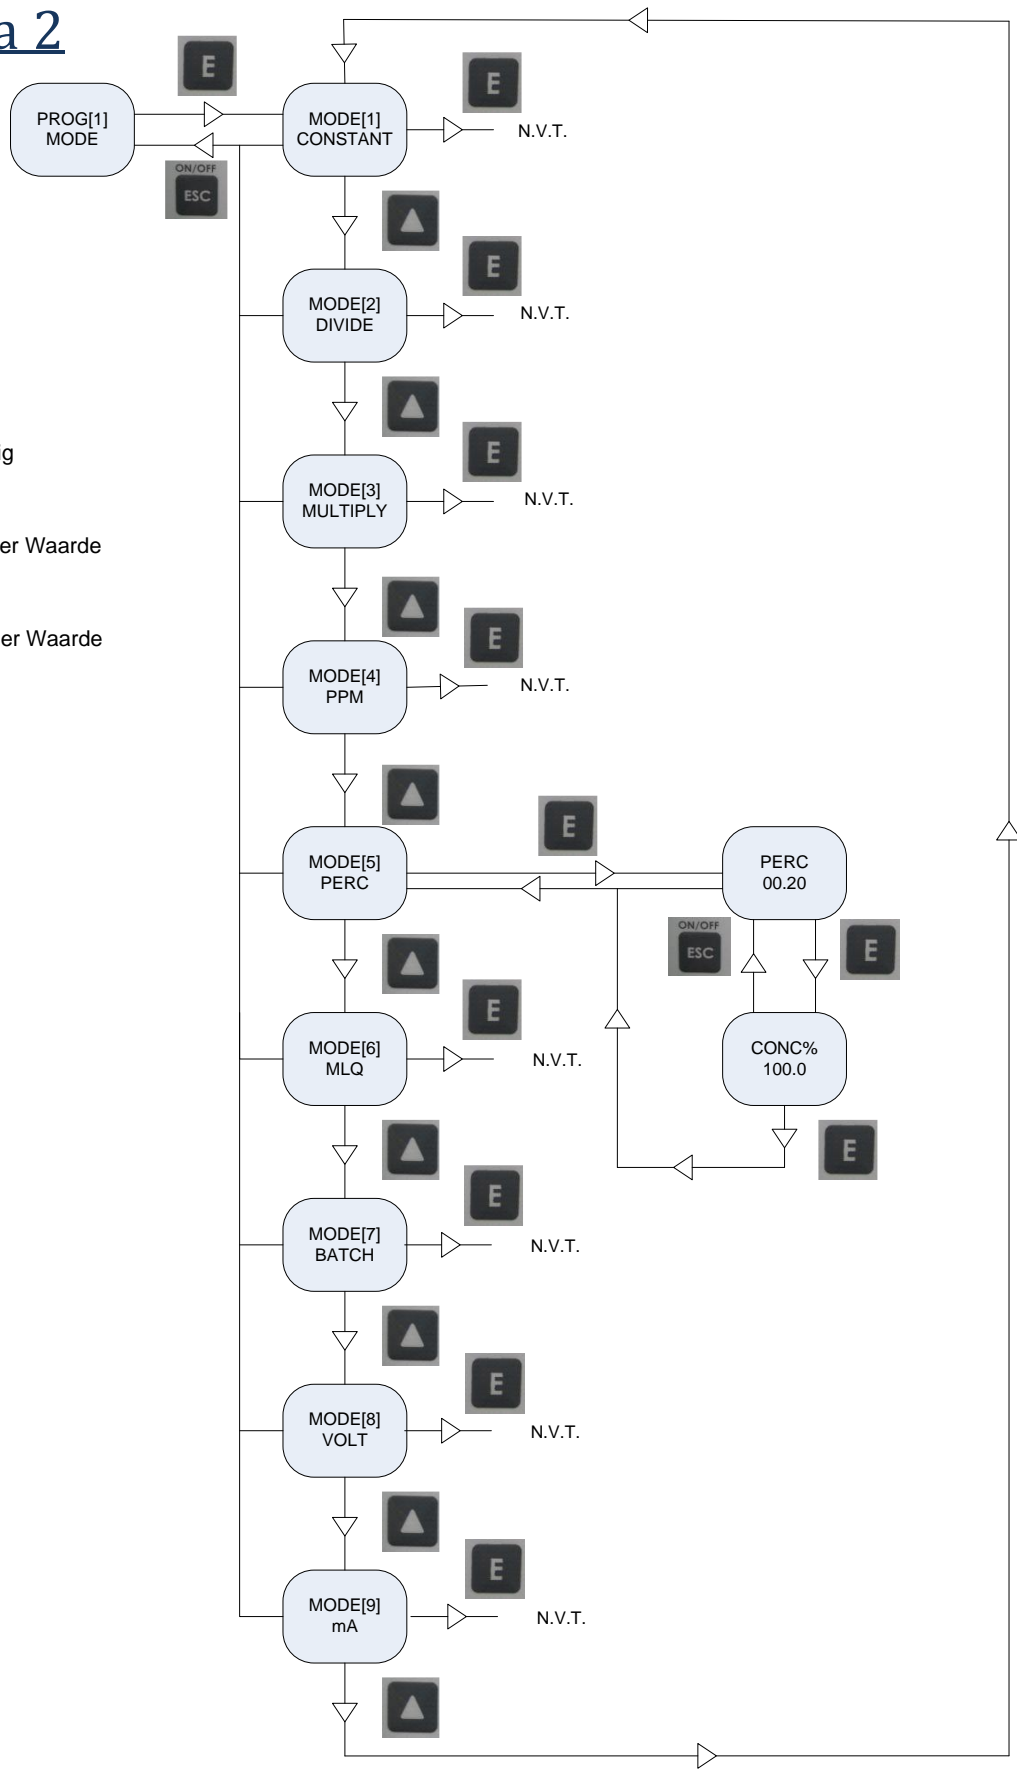 a 2
E
E
PROG[1]
MODE
MODE[1]
CONSTANT
N.V.T.
ON/OFF
ESC
E
MODE[2]
DIVIDE
N.V.T.
E
ig
MODE[3]
MULTIPLY
N.V.T.
er Waarde
E
er Waarde
MODE[4]
PPM
N.V.T.
E
MODE[5]
PERC
PERC
00.20
ON/OFF
ESC
E
E
MODE[6]
MLQ
N.V.T.
CONC%
100.0
E
E
MODE[7]
BATCH
N.V.T.
E
MODE[8]
VOLT
N.V.T.
E
MODE[9]
mA
N.V.T.